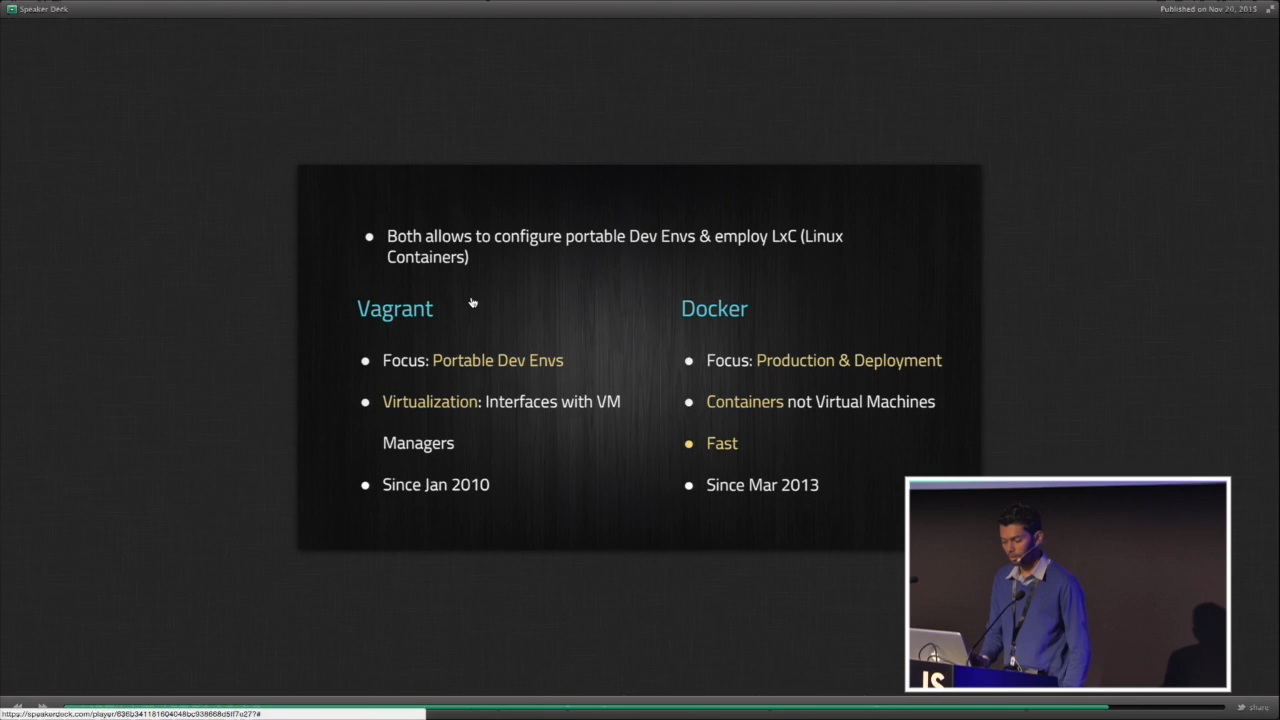 Speaker Deck
Published on Nov 20, 2015
Both allows to configure portable Dev Envs & employ LxC (Linux
Containers)
Vagrant
Focus: Portable Dev Envs
Virtualization: Interfaces with VM
Managers
Since Jan 2010
Docker
Focus: Production & Deployment
Containers not Virtual Machines
Fast
Since Mar 2013
JS
share